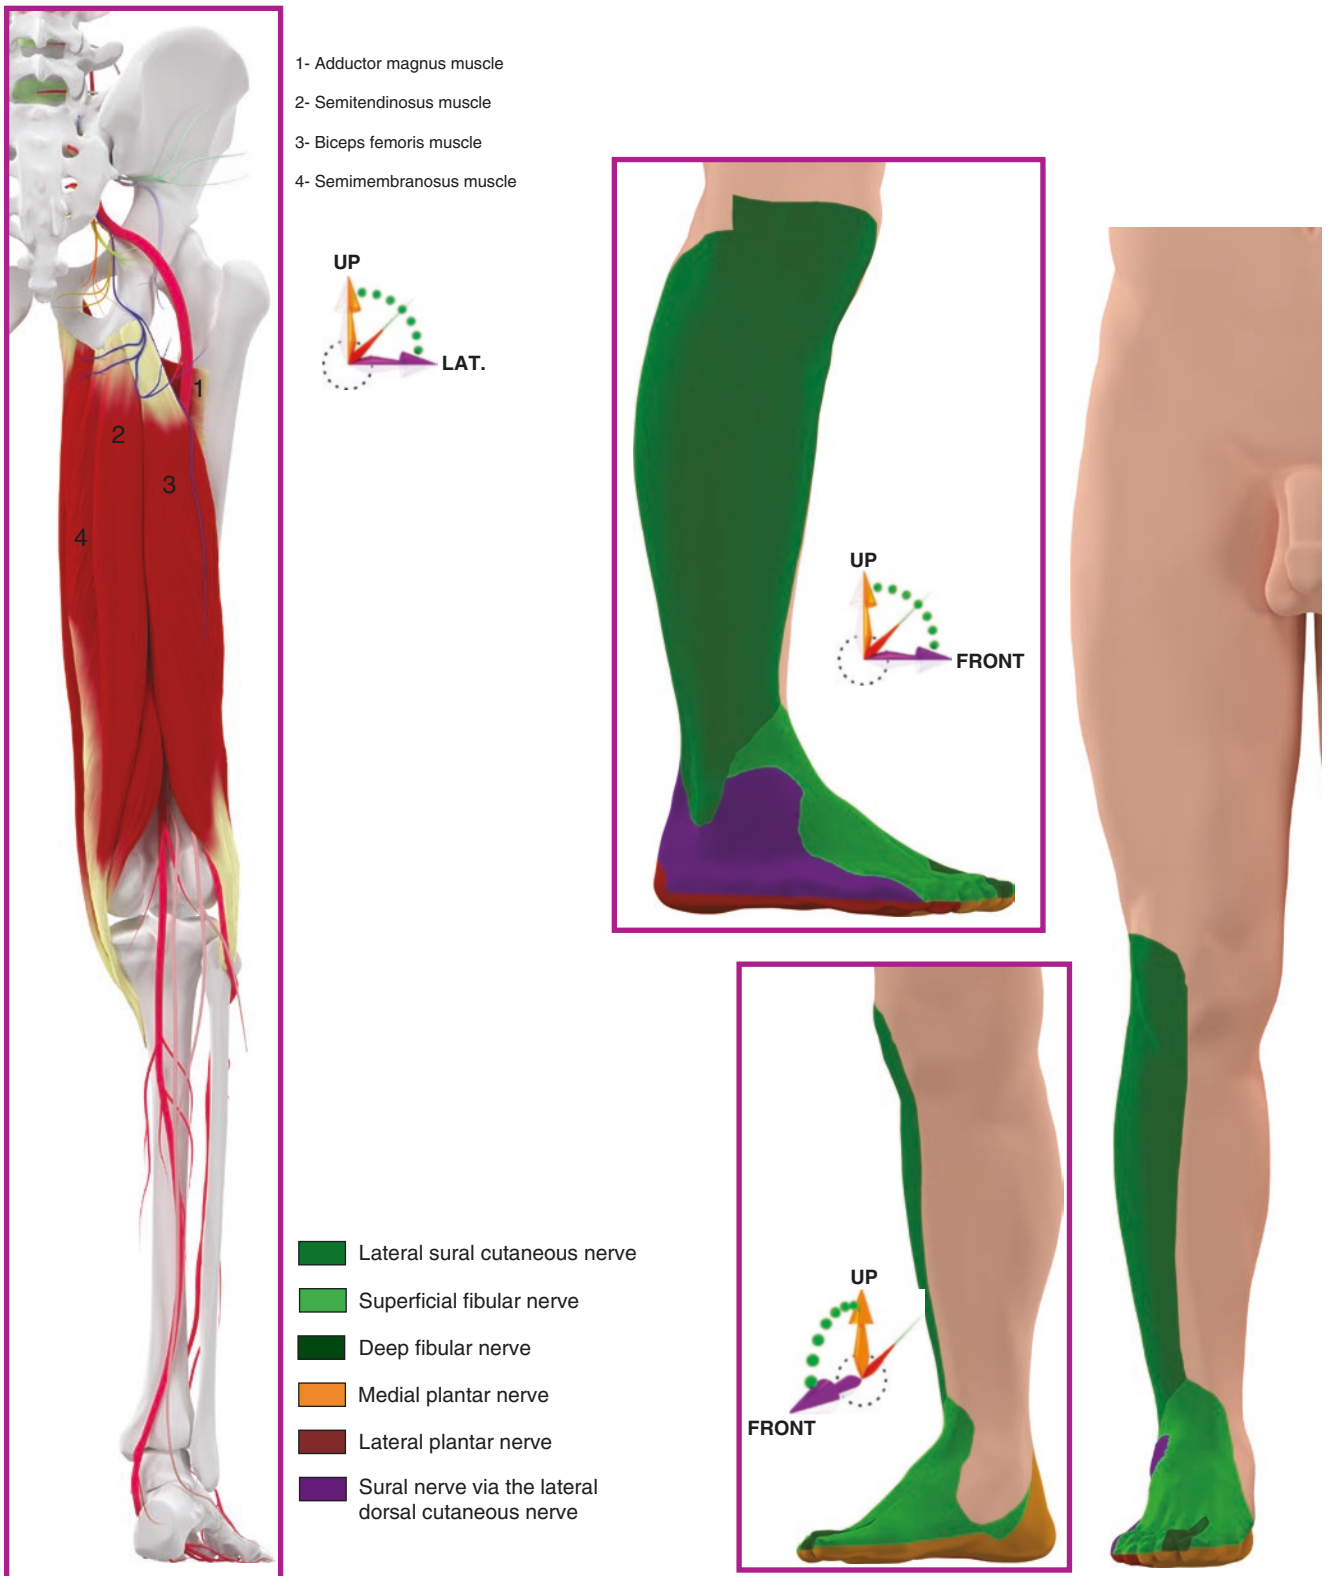 1- Adductor magnus muscle
2- Semitendinosus muscle
3- Biceps femoris muscle
4- Semimembranosus muscle
UP
LAT.
1
2
3
4
UP
FRONT
UP
FRONT
Lateral sural cutaneous nerve
Superficial fibular nerve
Deep fibular nerve
Medial plantar nerve
Lateral plantar nerve
Sural nerve via the lateral
dorsal cutaneous nerve